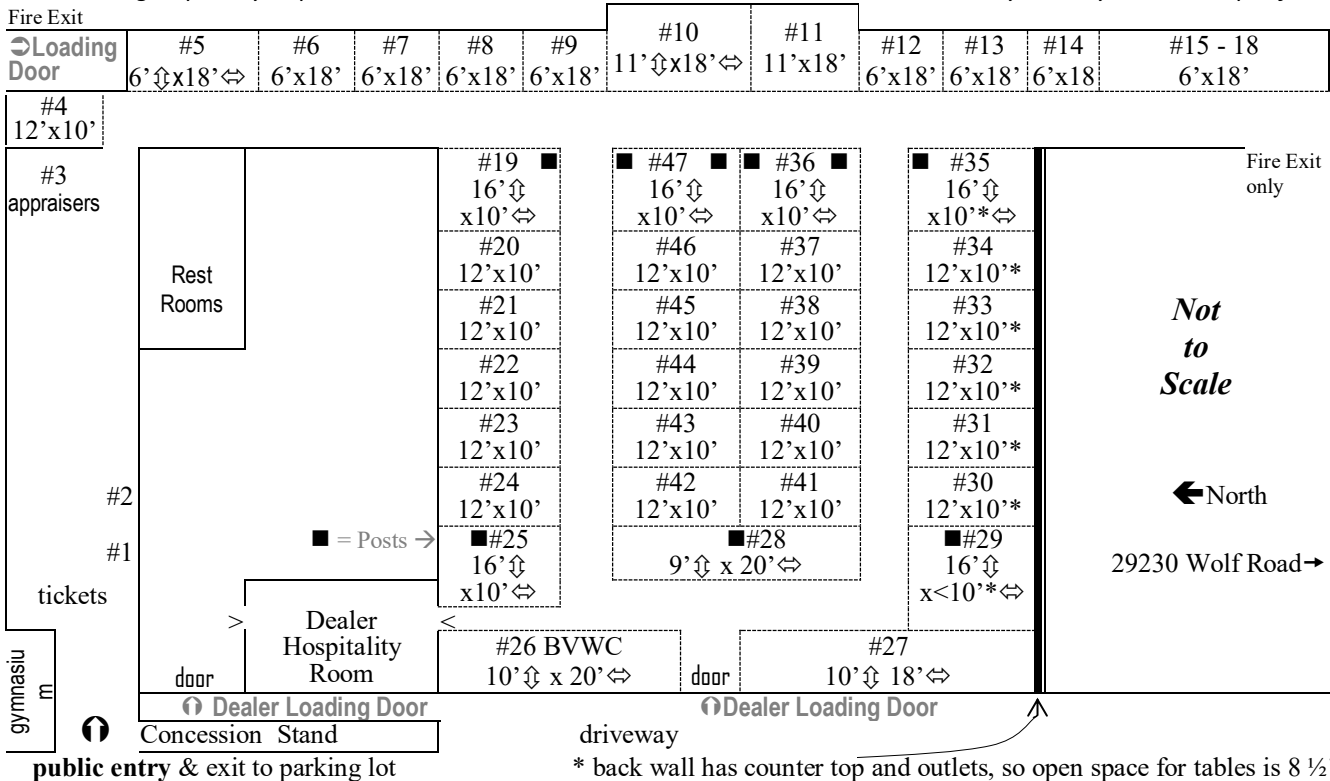 Fire Exit
➲Loading
Door
#5
6'⇳x18'⬄
#6
6'x18'
#7
6'x18'
#8
6'x18'
#9
6'x18'
#10
11'⇳x18'⬄
#11
11'x18'
#12
6'x18'
#13
6'x18'
#14
6'x18
#15 - 18
6'x18'
#4
12'x10'
#3
appraisers
Rest
Rooms
#19 ■
16'⇳
x10'⬄
■ #47 ■
16'⇳
x10'⬄
■ #36 ■
16'⇳
x10'⬄
■ #35
16'⇳
x10'*⬄
Fire Exit
only
#20
12'x10'
#46
12'x10'
#37
12'x10'
#34
12'x10'*
#21
12'x10'
#45
12'x10'
#38
12'x10'
#33
12'x10'*
Not
to
Scale
#22
12'x10'
#44
12'x10'
#39
12'x10'
#32
12'x10'*
#23
12'x10'
#43
12'x10'
#40
12'x10'
#31
12'x10'*
#2
#24
12'x10'
#42
12'x10'
#41
12'x10'
#30
12'x10'*
🡸North
#1
■ = Posts →
■#25
16'⇳
x10'⬄
■#28
9'⇳ x 20'⬄
■#29
16'⇳
x<10'*⬄
29230 Wolf Road→
tickets
> Dealer <
Hospitality
Room
door
#26 BVWC
10'⇳ x 20'⬄
door
#27
10'⇳ 18'⬄
gymnasiu
m
Dealer Loading Door
Dealer Loading Door
Concession Stand
driveway
public entry & exit to parking lot
* back wall has counter top and outlets, so open space for tables is 8 ½